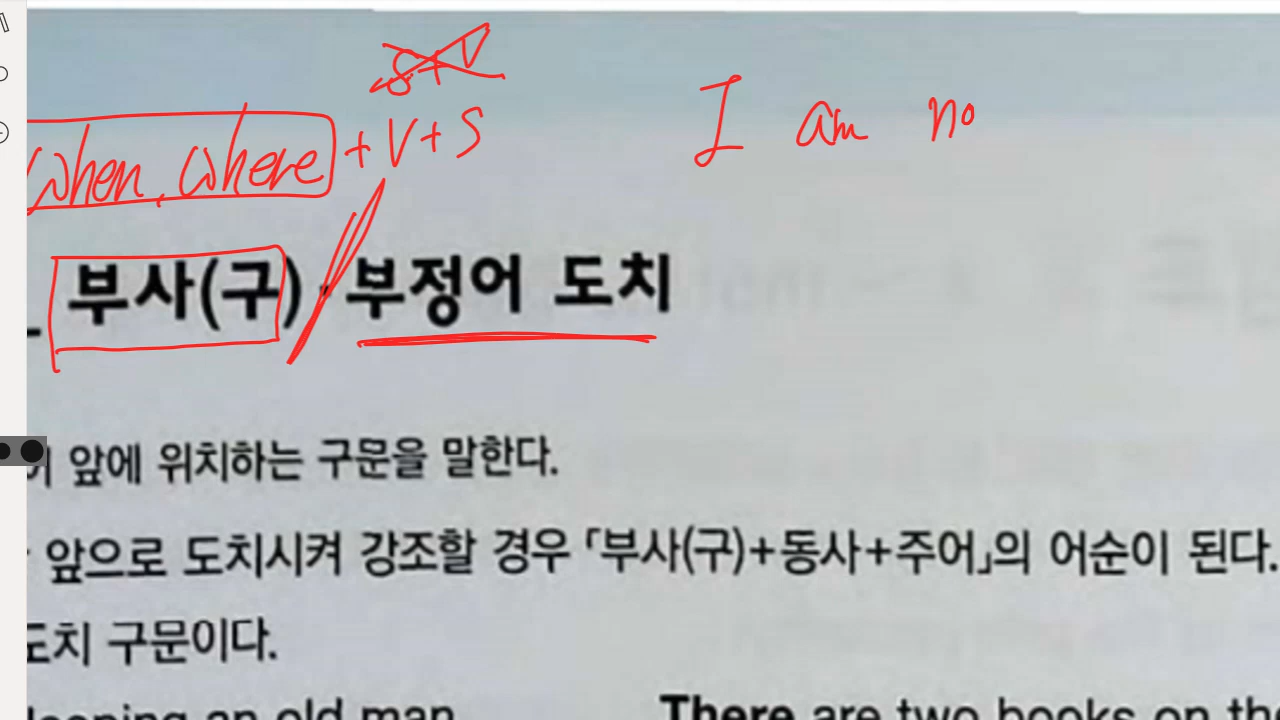 S+V
I am no
when, where + V + S
부사(구)·부정어 도치
앞에 위치하는 구문을 말한다.
앞으로 도치시켜 강조할 경우 「부사(구)+동사+주어」의 어순이 된다.
도치 구문이다.
an old man
There are two books on the